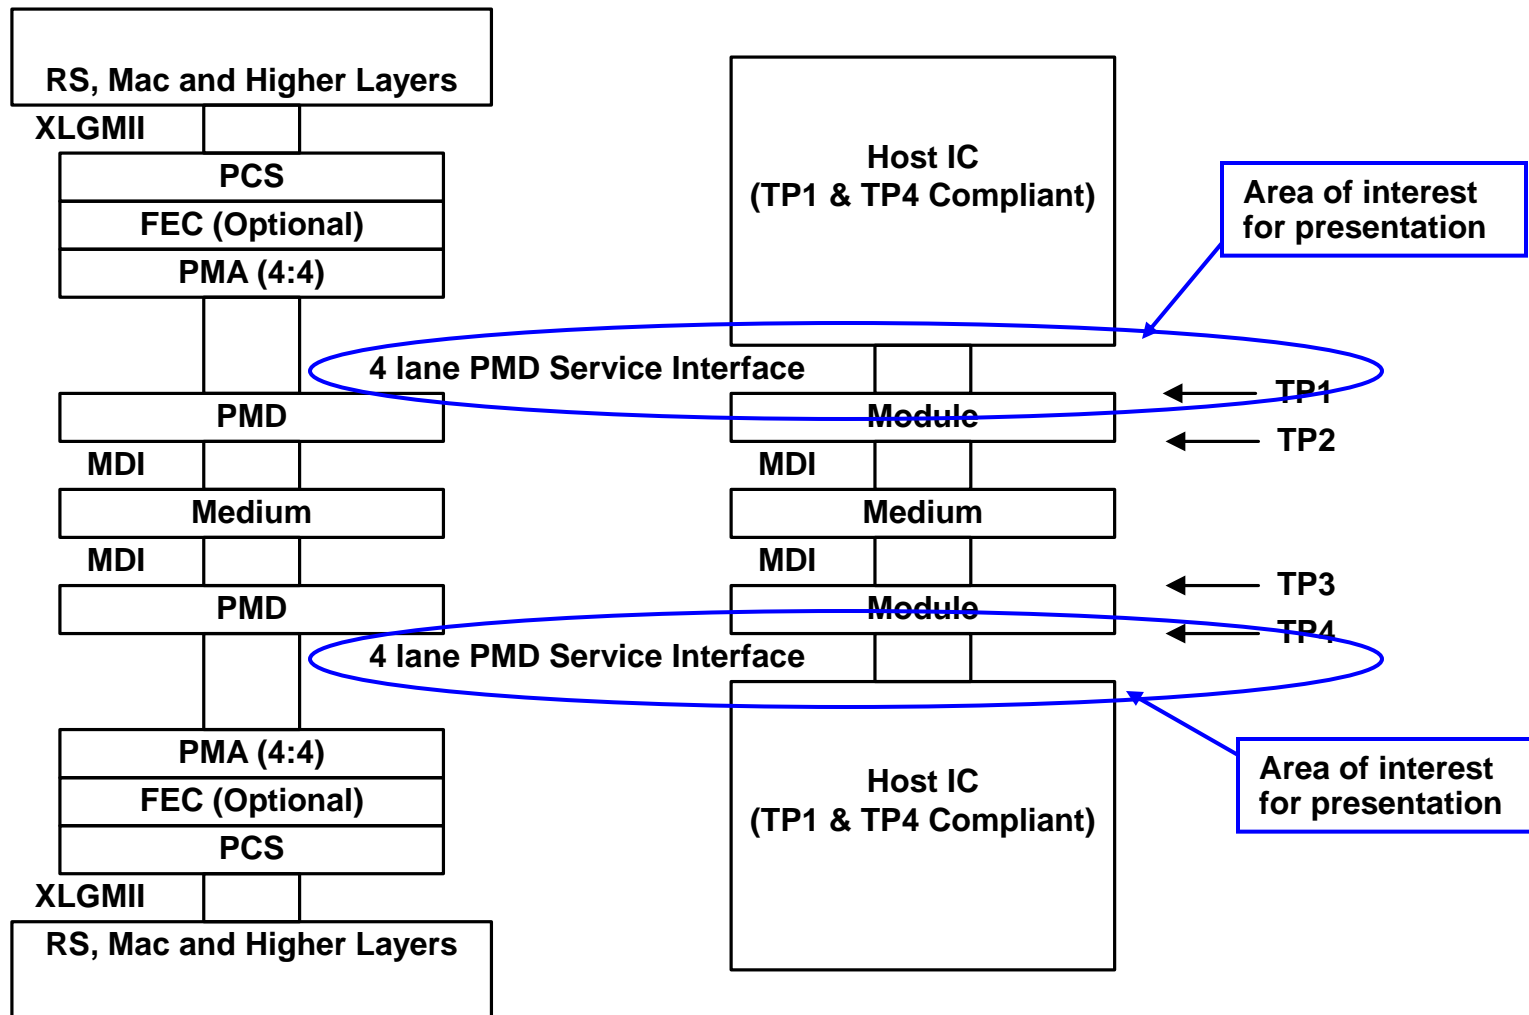 RS, Mac and Higher Layers
XLGMII
PCS
FEC (Optional)
PMA (4:4)
Host IC
(TP1 & TP4 Compliant)
Area of interest
for presentation
4 lane PMD Service Interface
PMD
Module
TP1
TP2
MDI
MDI
Medium
Medium
MDI
MDI
TP3
PMD
Module
TP4
4 lane PMD Service Interface
PMA (4:4)
FEC (Optional)
PCS
XLGMII
RS, Mac and Higher Layers
Host IC
(TP1 & TP4 Compliant)
Area of interest
for presentation